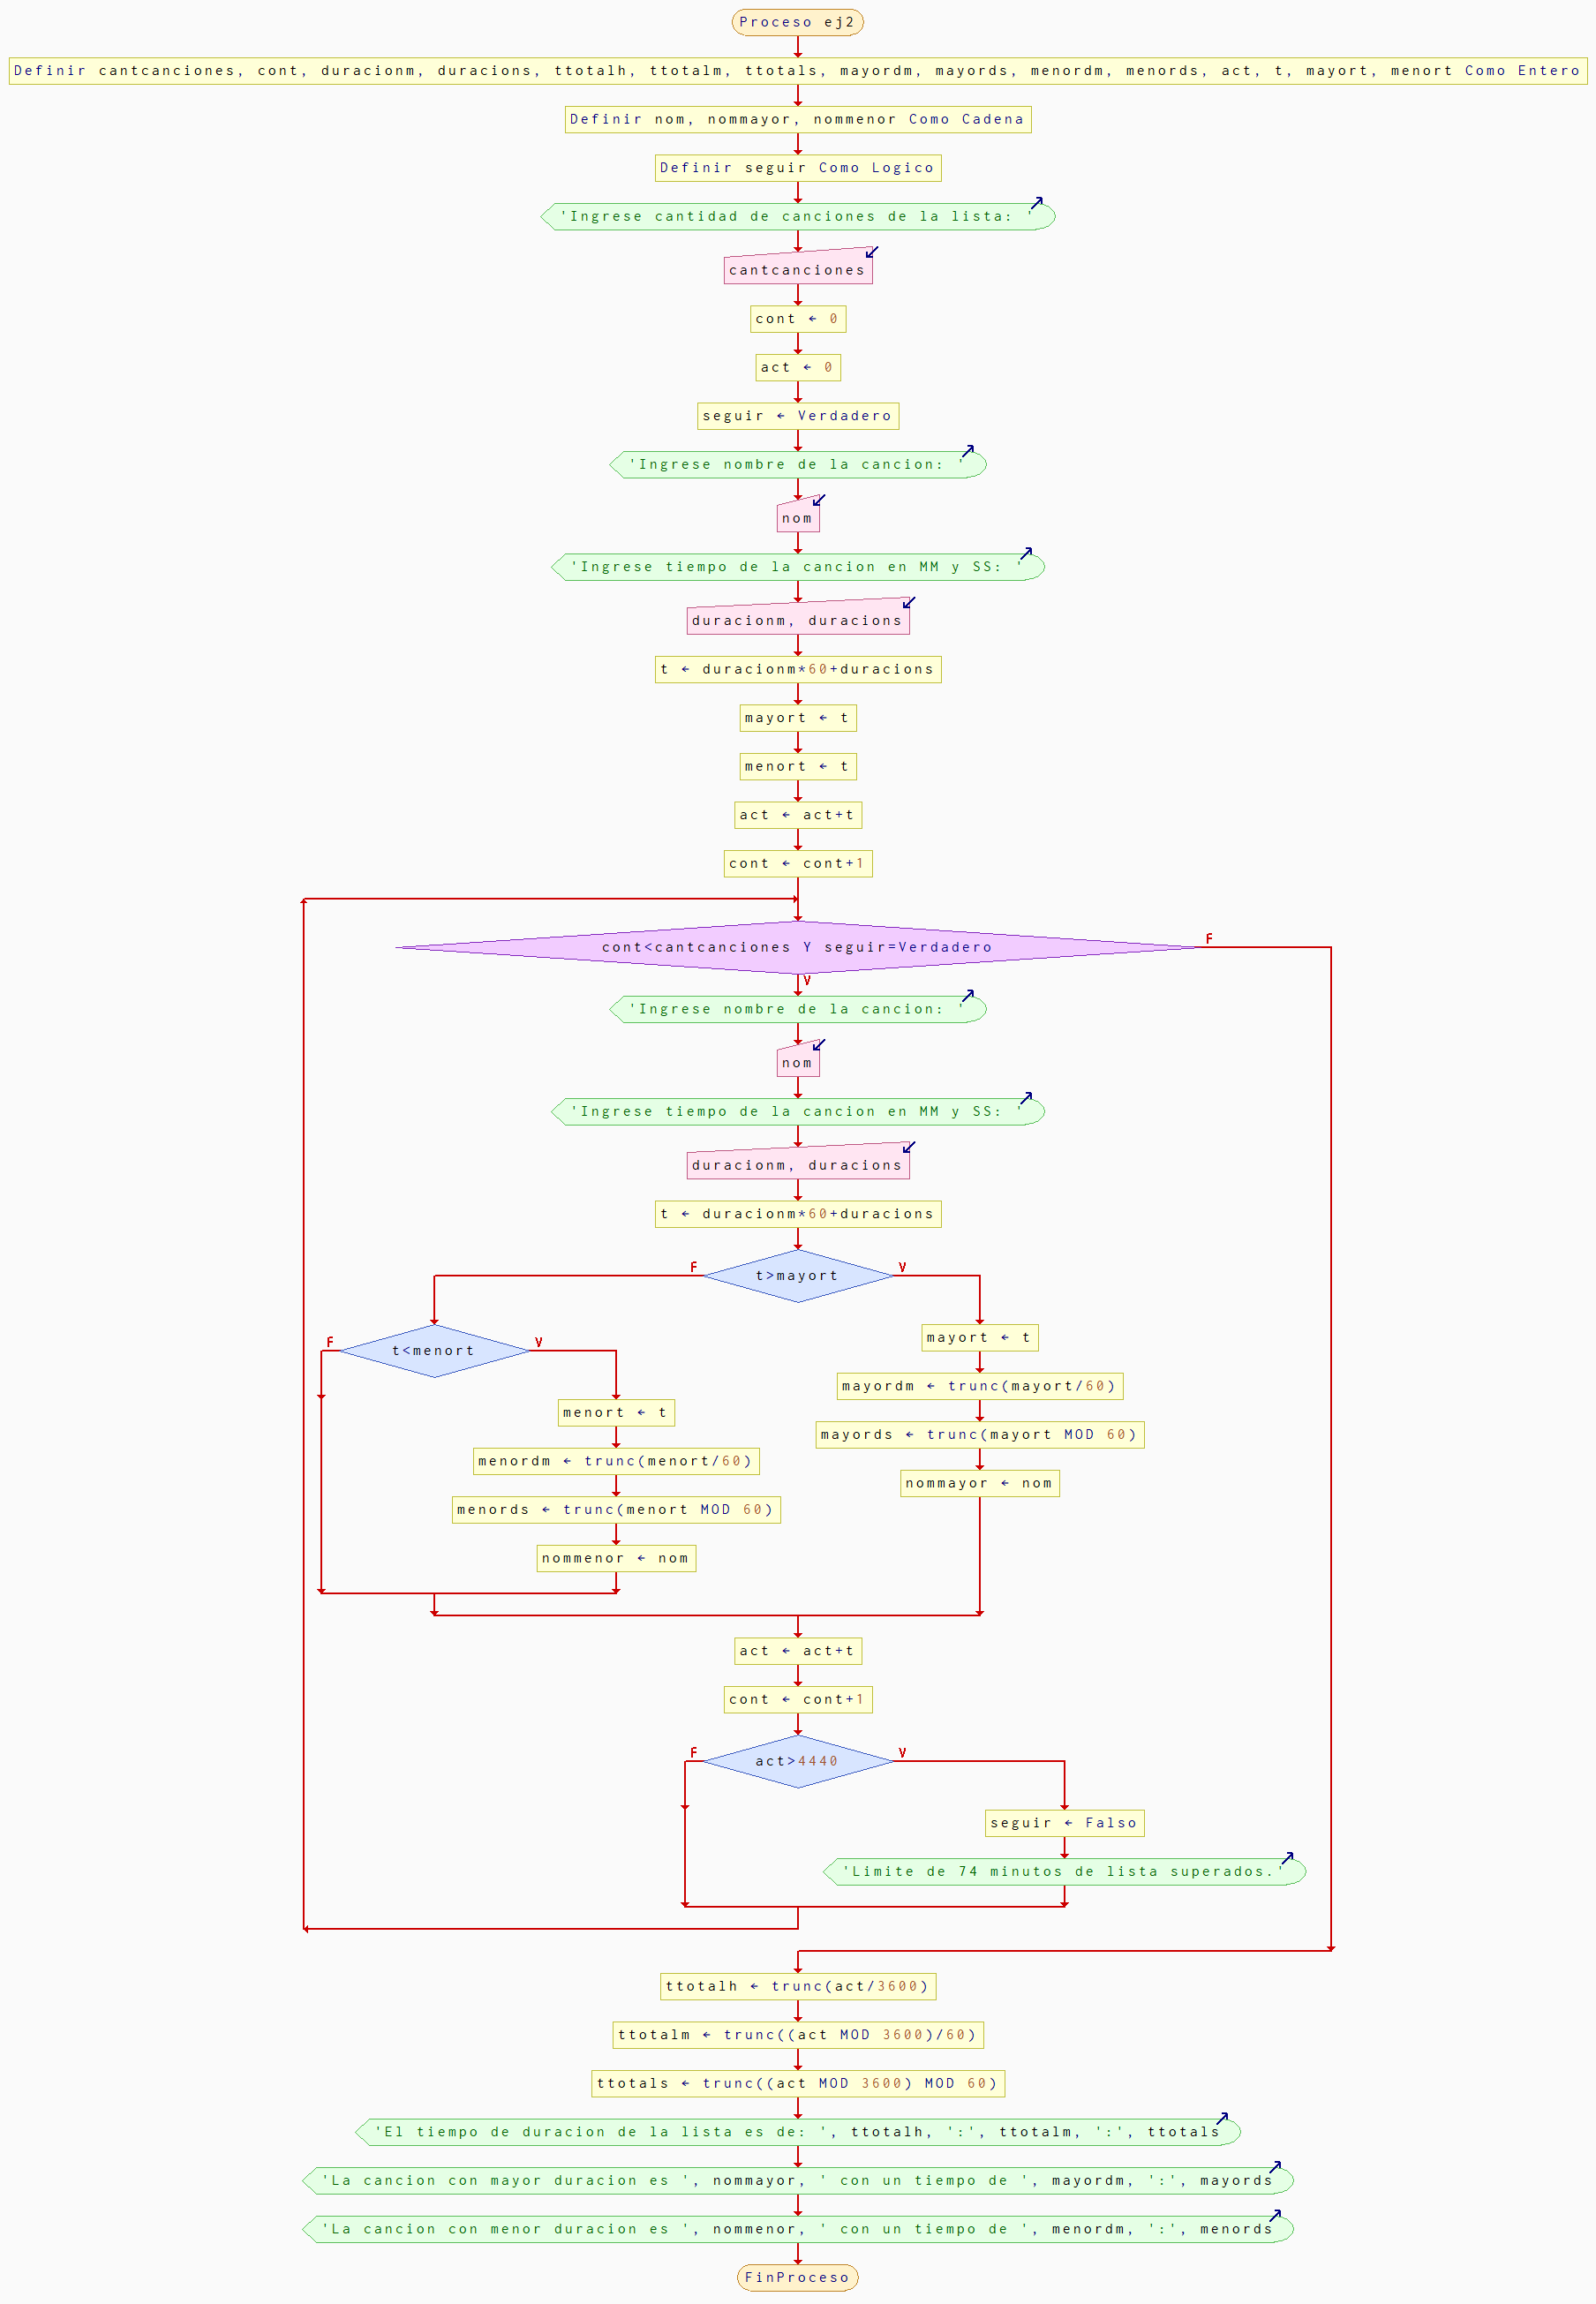 Proceso ej2
Definir cantcanciones, cont, duracionm, duracions, ttotalh, ttotalm, ttotals, mayordm, mayords, menordm, menords, act, t, mayort, menort Como Entero
Definir nom, nommayor, nommenor Como Cadena
Definir seguir Como Logico
'Ingrese cantidad de canciones de la lista: '
cantcanciones
cont ← 0
act ← 0
seguir ← Verdadero
'Ingrese nombre de la cancion: '
nom
'Ingrese tiempo de la cancion en MM y SS: '
duracionm, duracions
t ← duracionm*60+duracions
mayort ← t
menort ← t
act ← act+t
cont ← cont+1
cont<cantcanciones Y seguir=Verdadero
F
V
'Ingrese nombre de la cancion: '
nom
'Ingrese tiempo de la cancion en MM y SS: '
duracionm, duracions
t ← duracionm*60+duracions
F
t>mayort
V
F
t<menort
V
menort ← t
menordm ← trunc(menort/60)
menords ← trunc(menort MOD 60)
nommenor ← nom
mayort ← t
mayordm ← trunc(mayort/60)
mayords ← trunc(mayort MOD 60)
nommayor ← nom
act ← act+t
cont ← cont+1
F
act>4440
V
seguir ← Falso
'Limite de 74 minutos de lista superados.'
ttotalh ← trunc(act/3600)
ttotalm ← trunc((act MOD 3600)/60)
ttotals ← trunc((act MOD 3600) MOD 60)
'El tiempo de duracion de la lista es de: ', ttotalh, ':', ttotalm, ':', ttotals
'La cancion con mayor duracion es ', nommayor, ' con un tiempo de ', mayordm, ':', mayords
'La cancion con menor duracion es ', nommenor, ' con un tiempo de ', menordm, ':', menords
FinProceso